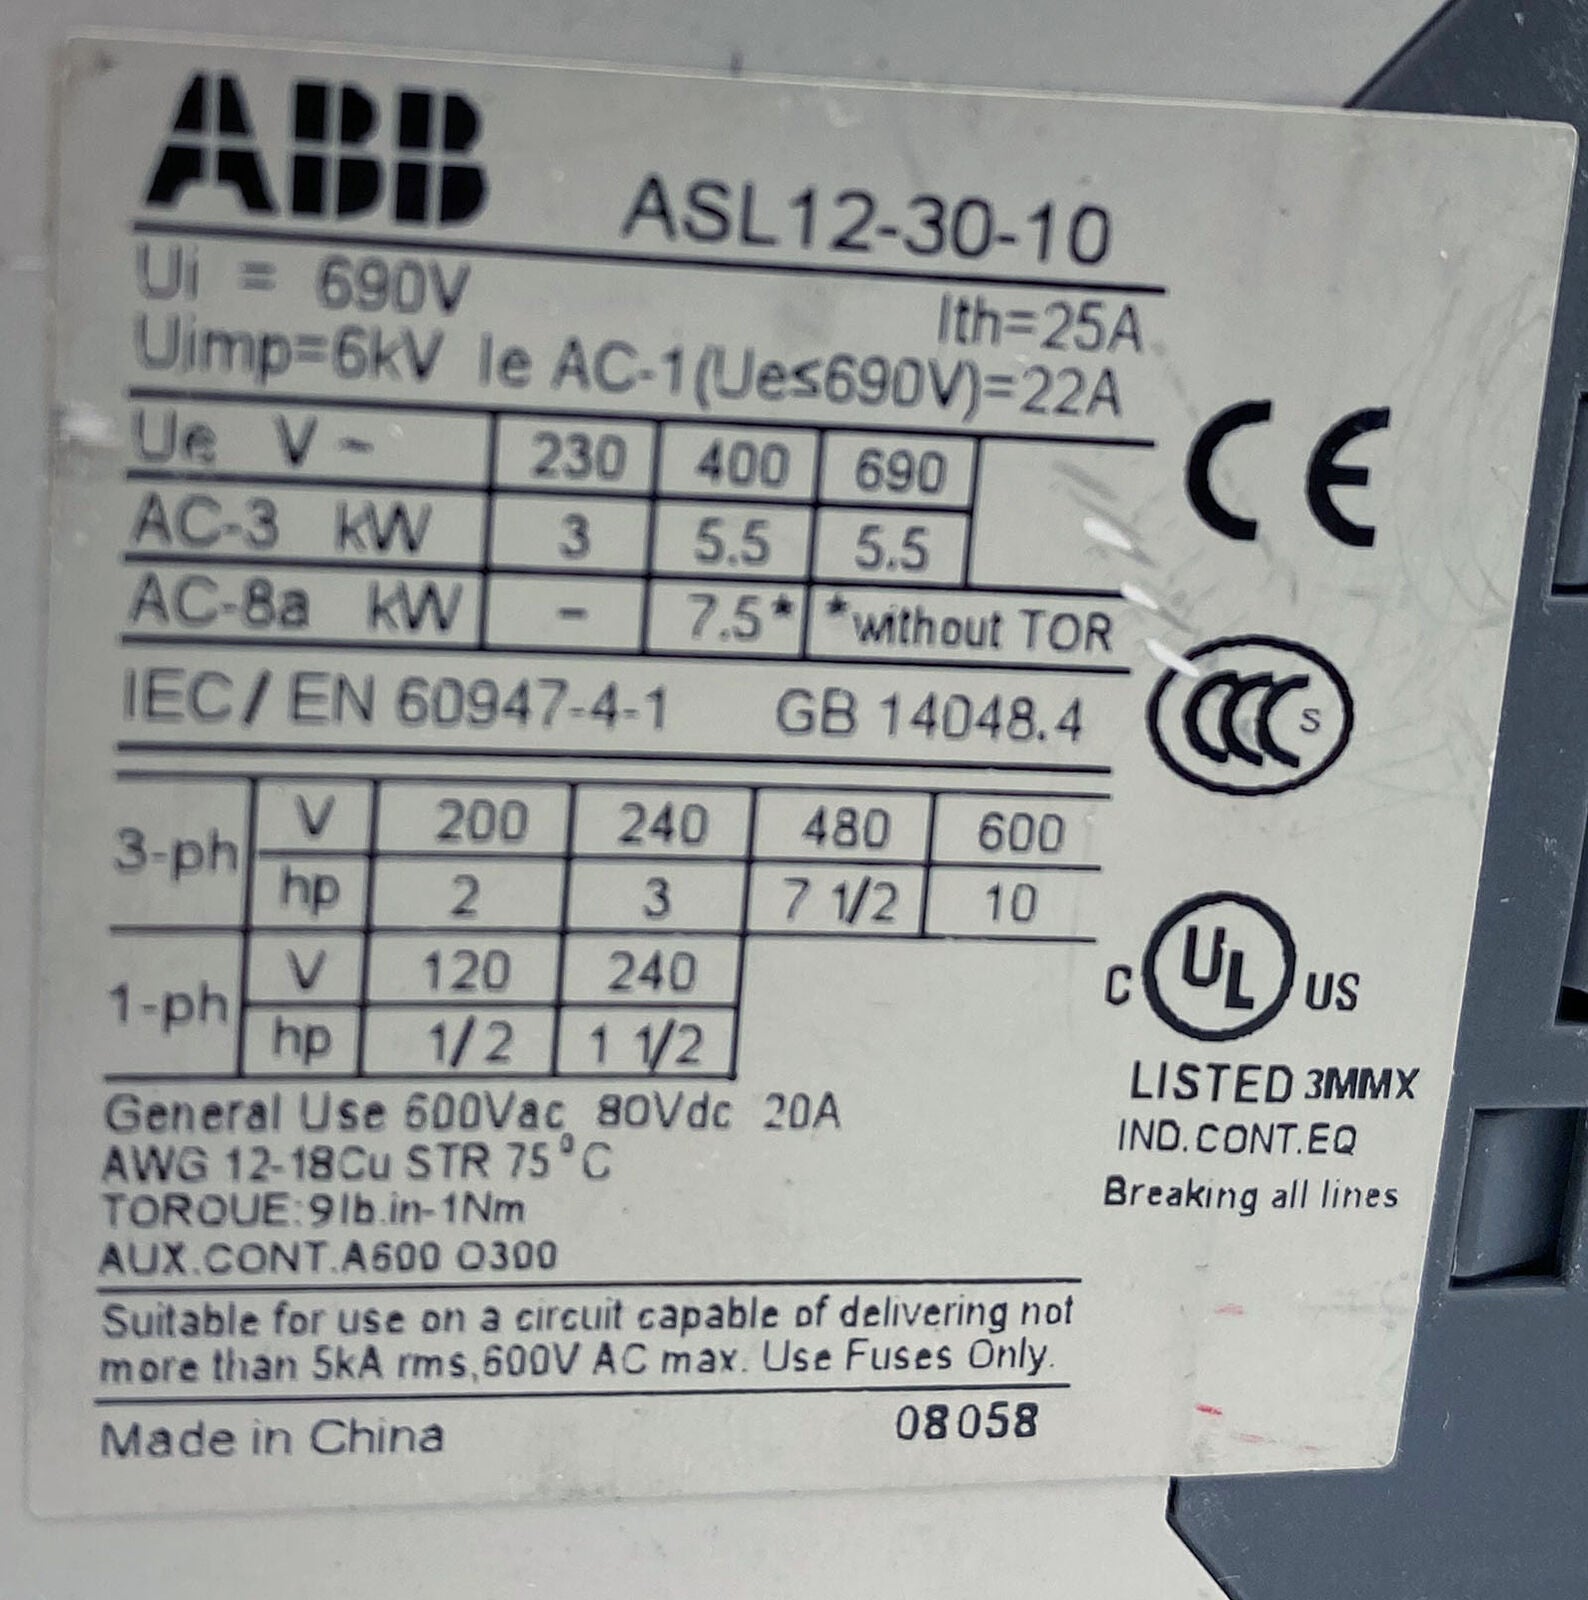 ABB ASL12-30-10
Ui = 690V Ith=25A
Uimp=6kV Ie AC-1(Ue≤690V)=22A
Ue V~ 230 400 690
AC-3 kW 3 5.5 5.5
AC-8a kW - 7.5* *without TOR
CE
IEC/EN 60947-4-1 GB 14048.4
CCC S
3-ph V 200 240 480 600
hp 2 3 7 1/2 10
1-ph V 120 240
hp 1/2 1 1/2
C UL US
LISTED 3MMX
IND.CONT.EQ
Breaking all lines
General Use 600Vac 80Vdc 20A
AWG 12-18Cu STR 75°C
TORQUE:9lb.in-1Nm
AUX.CONT.A600 Q300
Suitable for use on a circuit capable of delivering not
more than 5kA rms,600V AC max. Use Fuses Only.
Made in China 08058